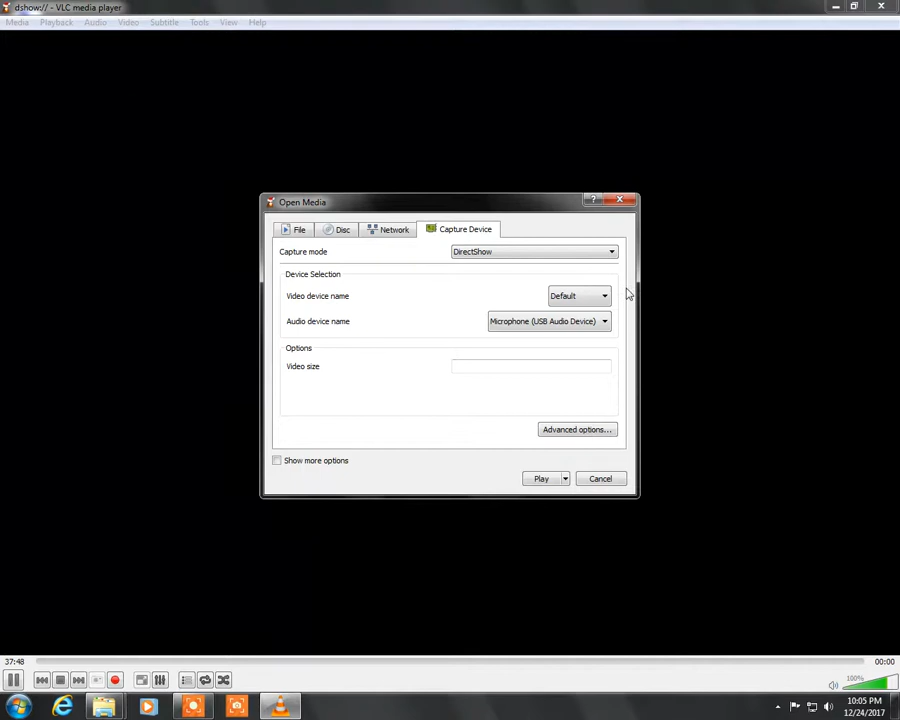 dshow:// - VLC media player
Media Playback Audio Video Subtitle Tools View Help
Open Media
?
File Disc Network Capture Device
Capture mode DirectShow
Device Selection
Video device name Default
Audio device name Microphone (USB Audio Device)
Options
Video size
Advanced options...
Show more options
Play Cancel
37:48 00:00
100%
10:05 PM
12/24/2017